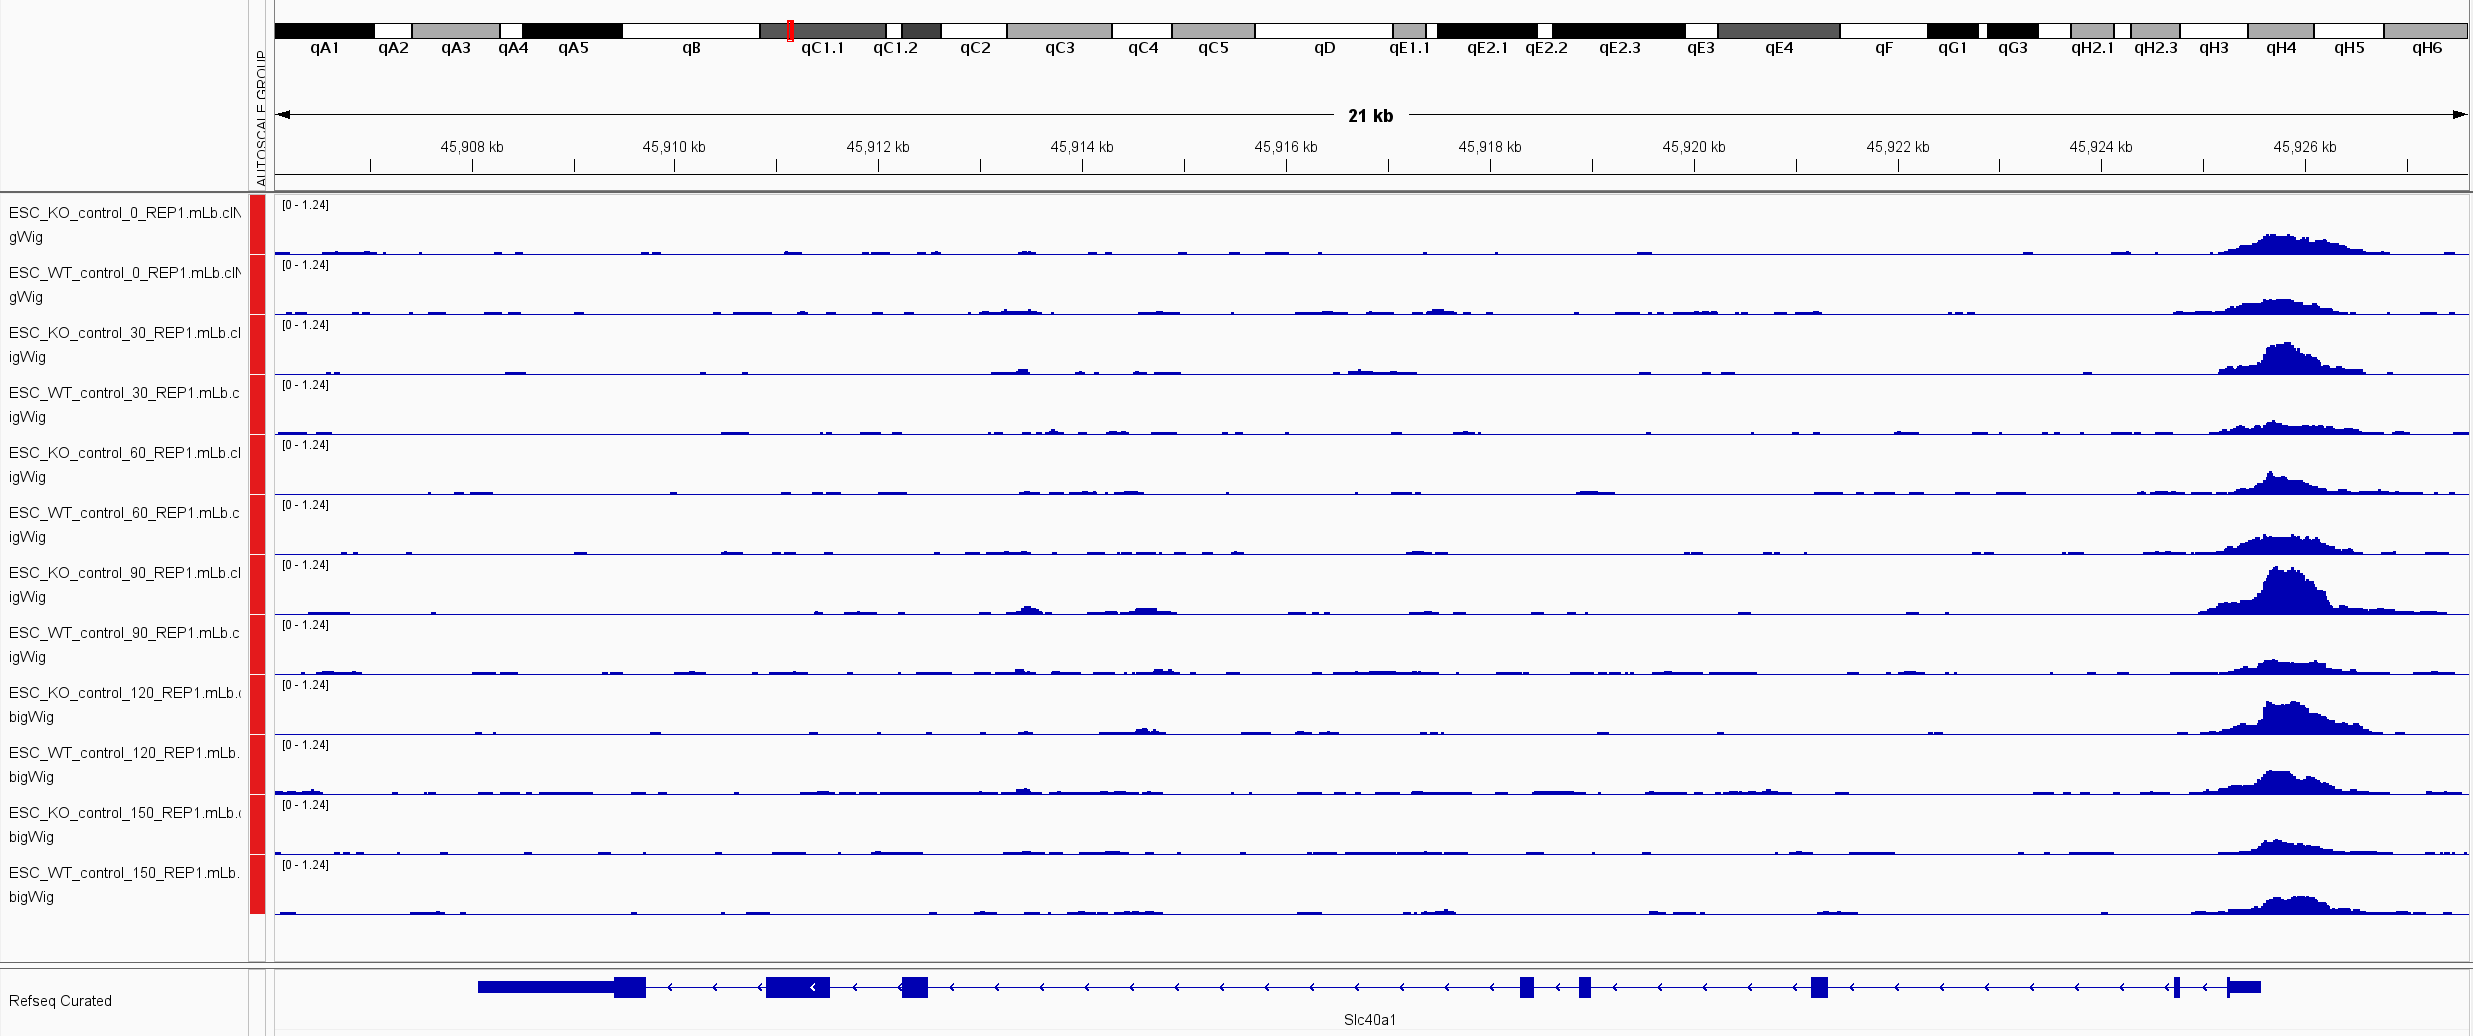 qA1 qA2 qA3 qA4 qA5 qB qC1.1 qC1.2 qC2 qC3 qC4 qC5 qD qE1.1 qE2.1 qE2.2 qE2.3 qE3 qE4 qF qG1 qG3 qH2.1 qH2.3 qH3 qH4 qH5 qH6
AUTOSCALE GROUP
21 kb
45,908 kb 45,910 kb 45,912 kb 45,914 kb 45,916 kb 45,918 kb 45,920 kb 45,922 kb 45,924 kb 45,926 kb
[0 - 1.24]
ESC_KO_control_0_REP1.mLb.clN
gWig
[0 - 1.24]
ESC_WT_control_0_REP1.mLb.clN
gWig
[0 - 1.24]
ESC_KO_control_30_REP1.mLb.cl
igWig
[0 - 1.24]
ESC_WT_control_30_REP1.mLb.c
igWig
[0 - 1.24]
ESC_KO_control_60_REP1.mLb.cl
igWig
[0 - 1.24]
ESC_WT_control_60_REP1.mLb.c
igWig
[0 - 1.24]
ESC_KO_control_90_REP1.mLb.cl
igWig
[0 - 1.24]
ESC_WT_control_90_REP1.mLb.c
igWig
[0 - 1.24]
ESC_KO_control_120_REP1.mLb.c
bigWig
[0 - 1.24]
ESC_WT_control_120_REP1.mLb.
bigWig
[0 - 1.24]
ESC_KO_control_150_REP1.mLb.c
bigWig
[0 - 1.24]
ESC_WT_control_150_REP1.mLb.
bigWig
Refseq Curated
Slc40a1